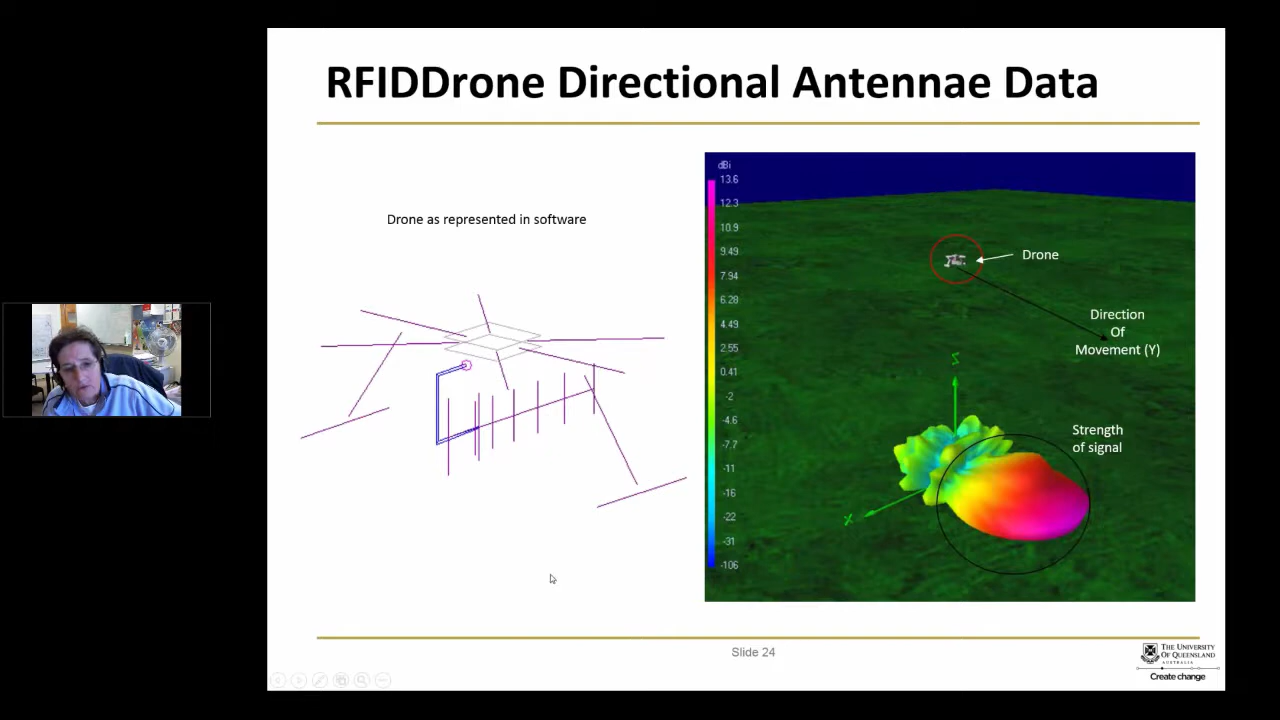 RFIDDrone Directional Antennae Data
Drone as represented in software
dBi
13.6
12.3
10.9
9.49
7.94
6.28
4.49
2.55
0.41
-2
-4.6
-7.7
-11
-16
-22
-31
-106
Drone
Direction
Of
Movement (Y)
Z
X
Strength
of signal
Slide 24
THE UNIVERSITY
OF QUEENSLAND
AUSTRALIA
Create change